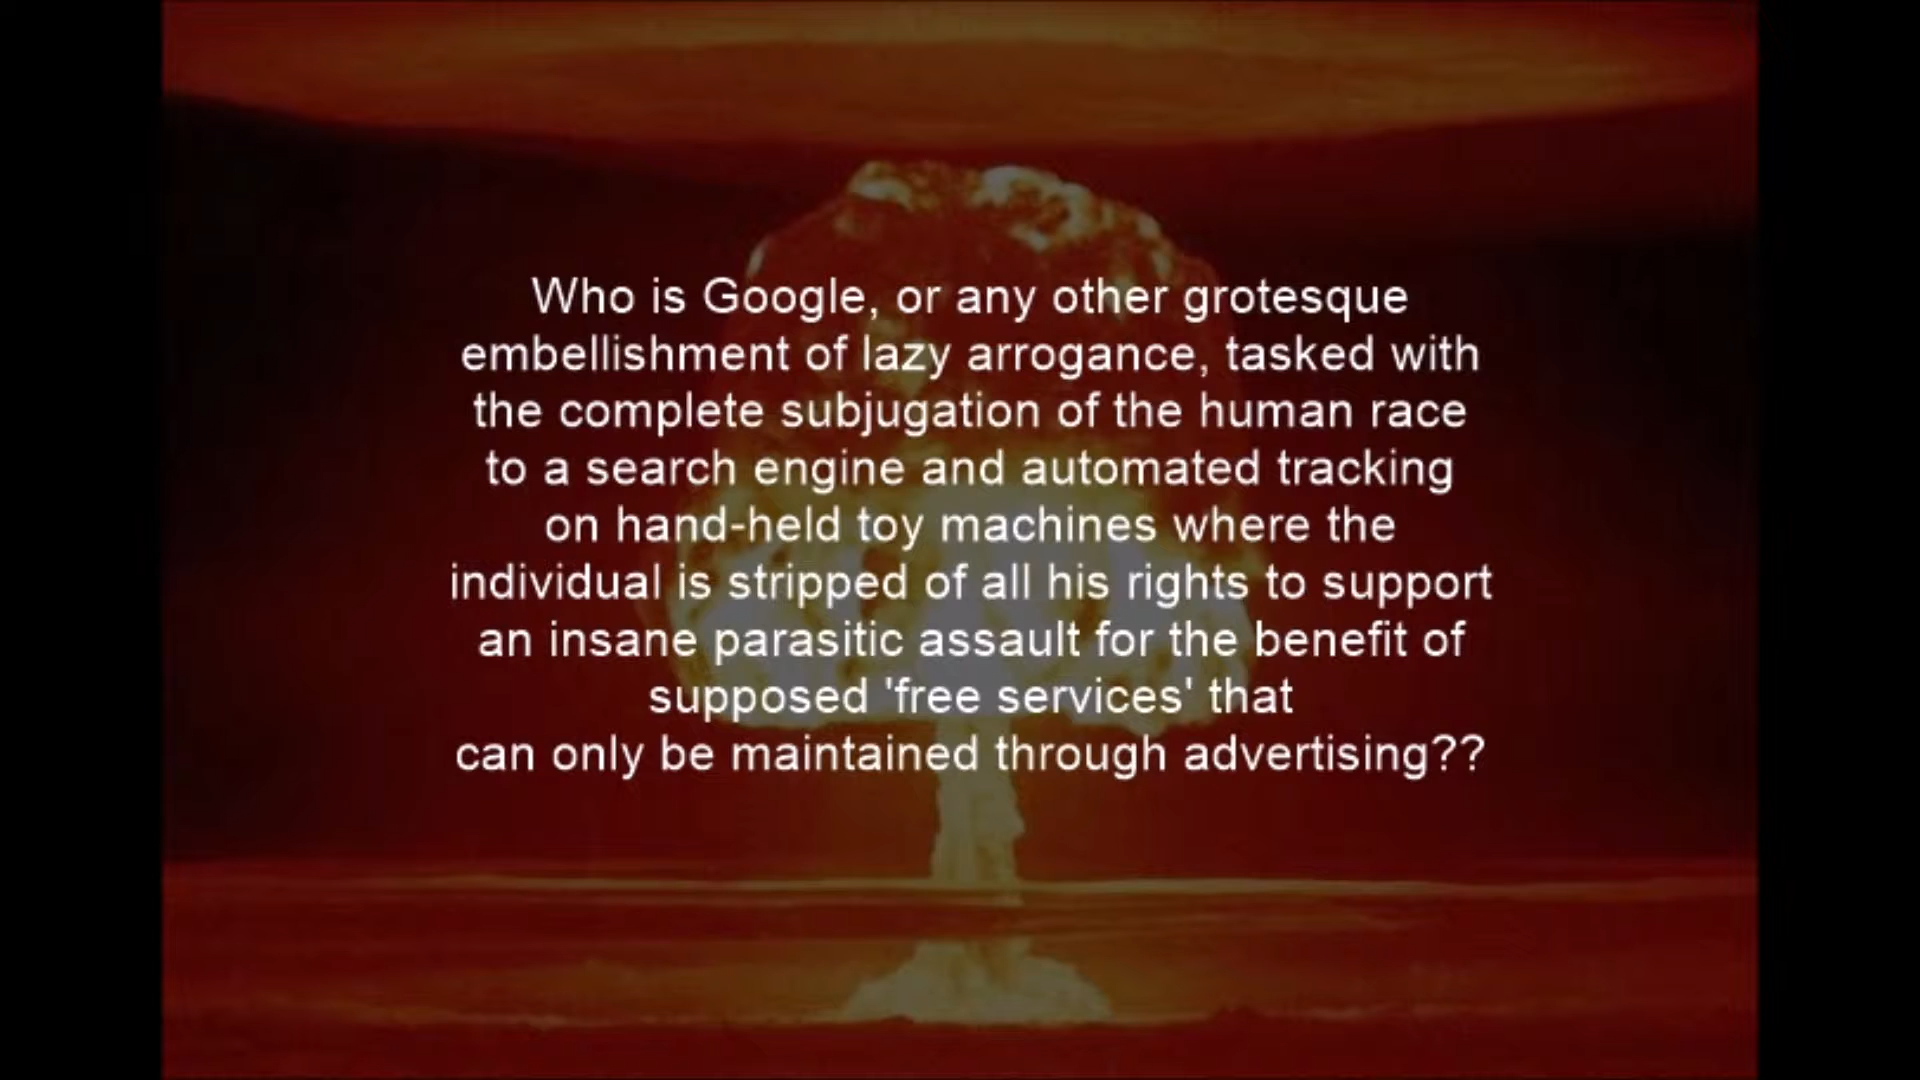 Who is Google, or any other grotesque
embellishment of lazy arrogance, tasked with
the complete subjugation of the human race
to a search engine and automated tracking
on hand-held toy machines where the
individual is stripped of all his rights to support
an insane parasitic assault for the benefit of
supposed 'free services' that
can only be maintained through advertising??